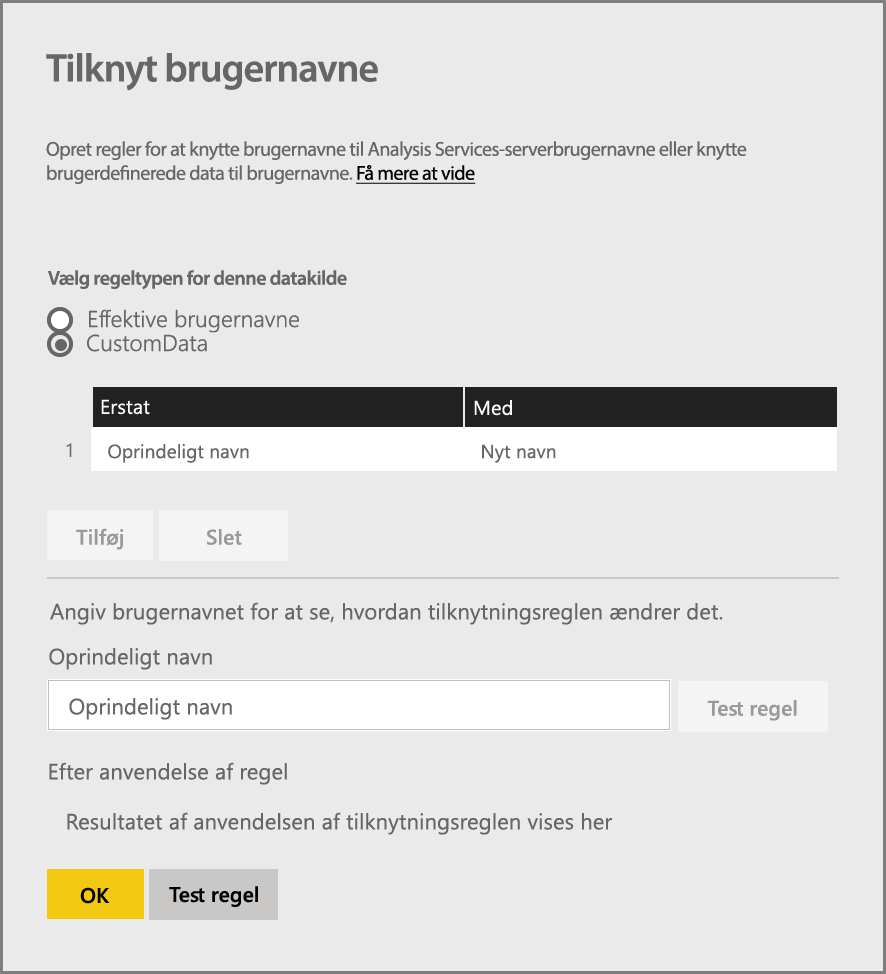 Tilknyt brugernavne
Opret regler for at knytte brugernavne til Analysis Services-serverbrugernavne eller knytte
brugerdefinerede data til brugernavne. Få mere at vide
Vælg regeltypen for denne datakilde
Effektive brugernavne
CustomData
Erstat Med
1 Oprindeligt navn Nyt navn
Tilføj Slet
Angiv brugernavnet for at se, hvordan tilknytningsreglen ændrer det.
Oprindeligt navn
Oprindeligt navn Test regel
Efter anvendelse af regel
Resultatet af anvendelsen af tilknytningsreglen vises her
OK Test regel